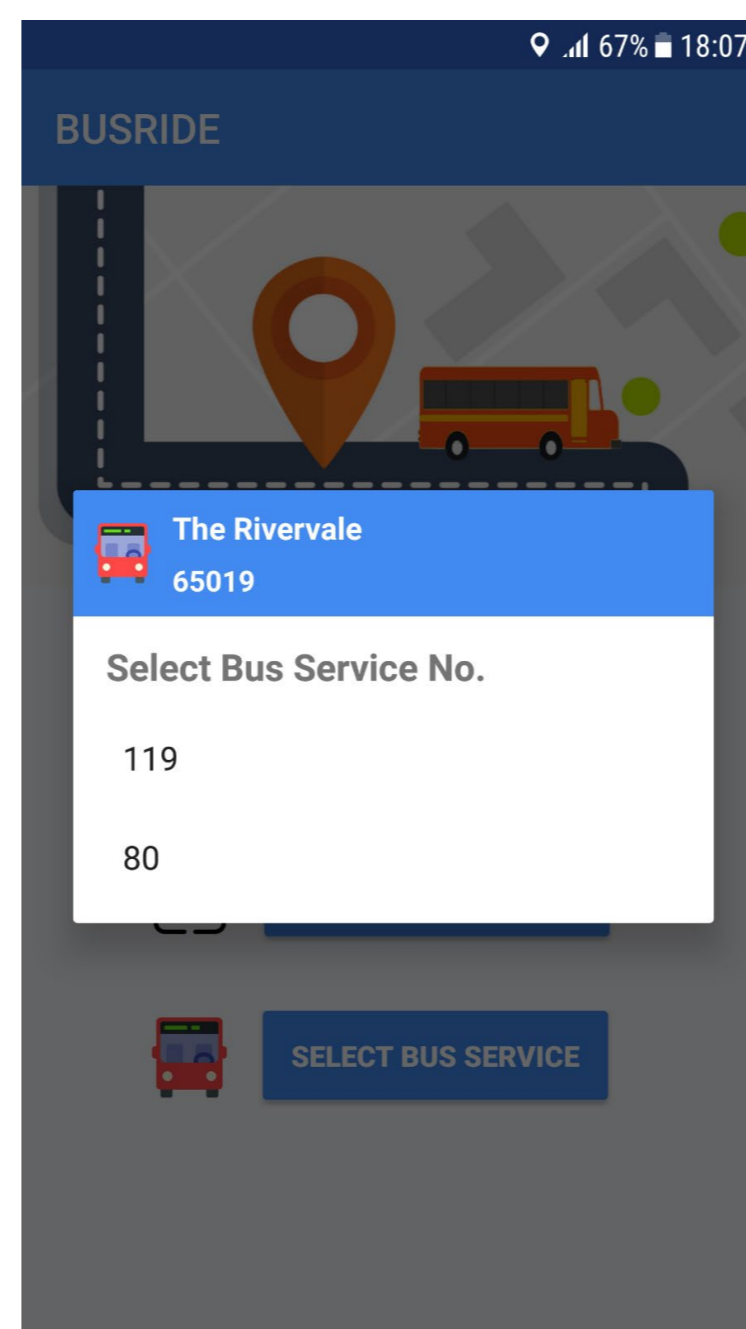 67% 18:07
BUSRIDE
The Rivervale
65019
Select Bus Service No.
119
80
SELECT BUS SERVICE